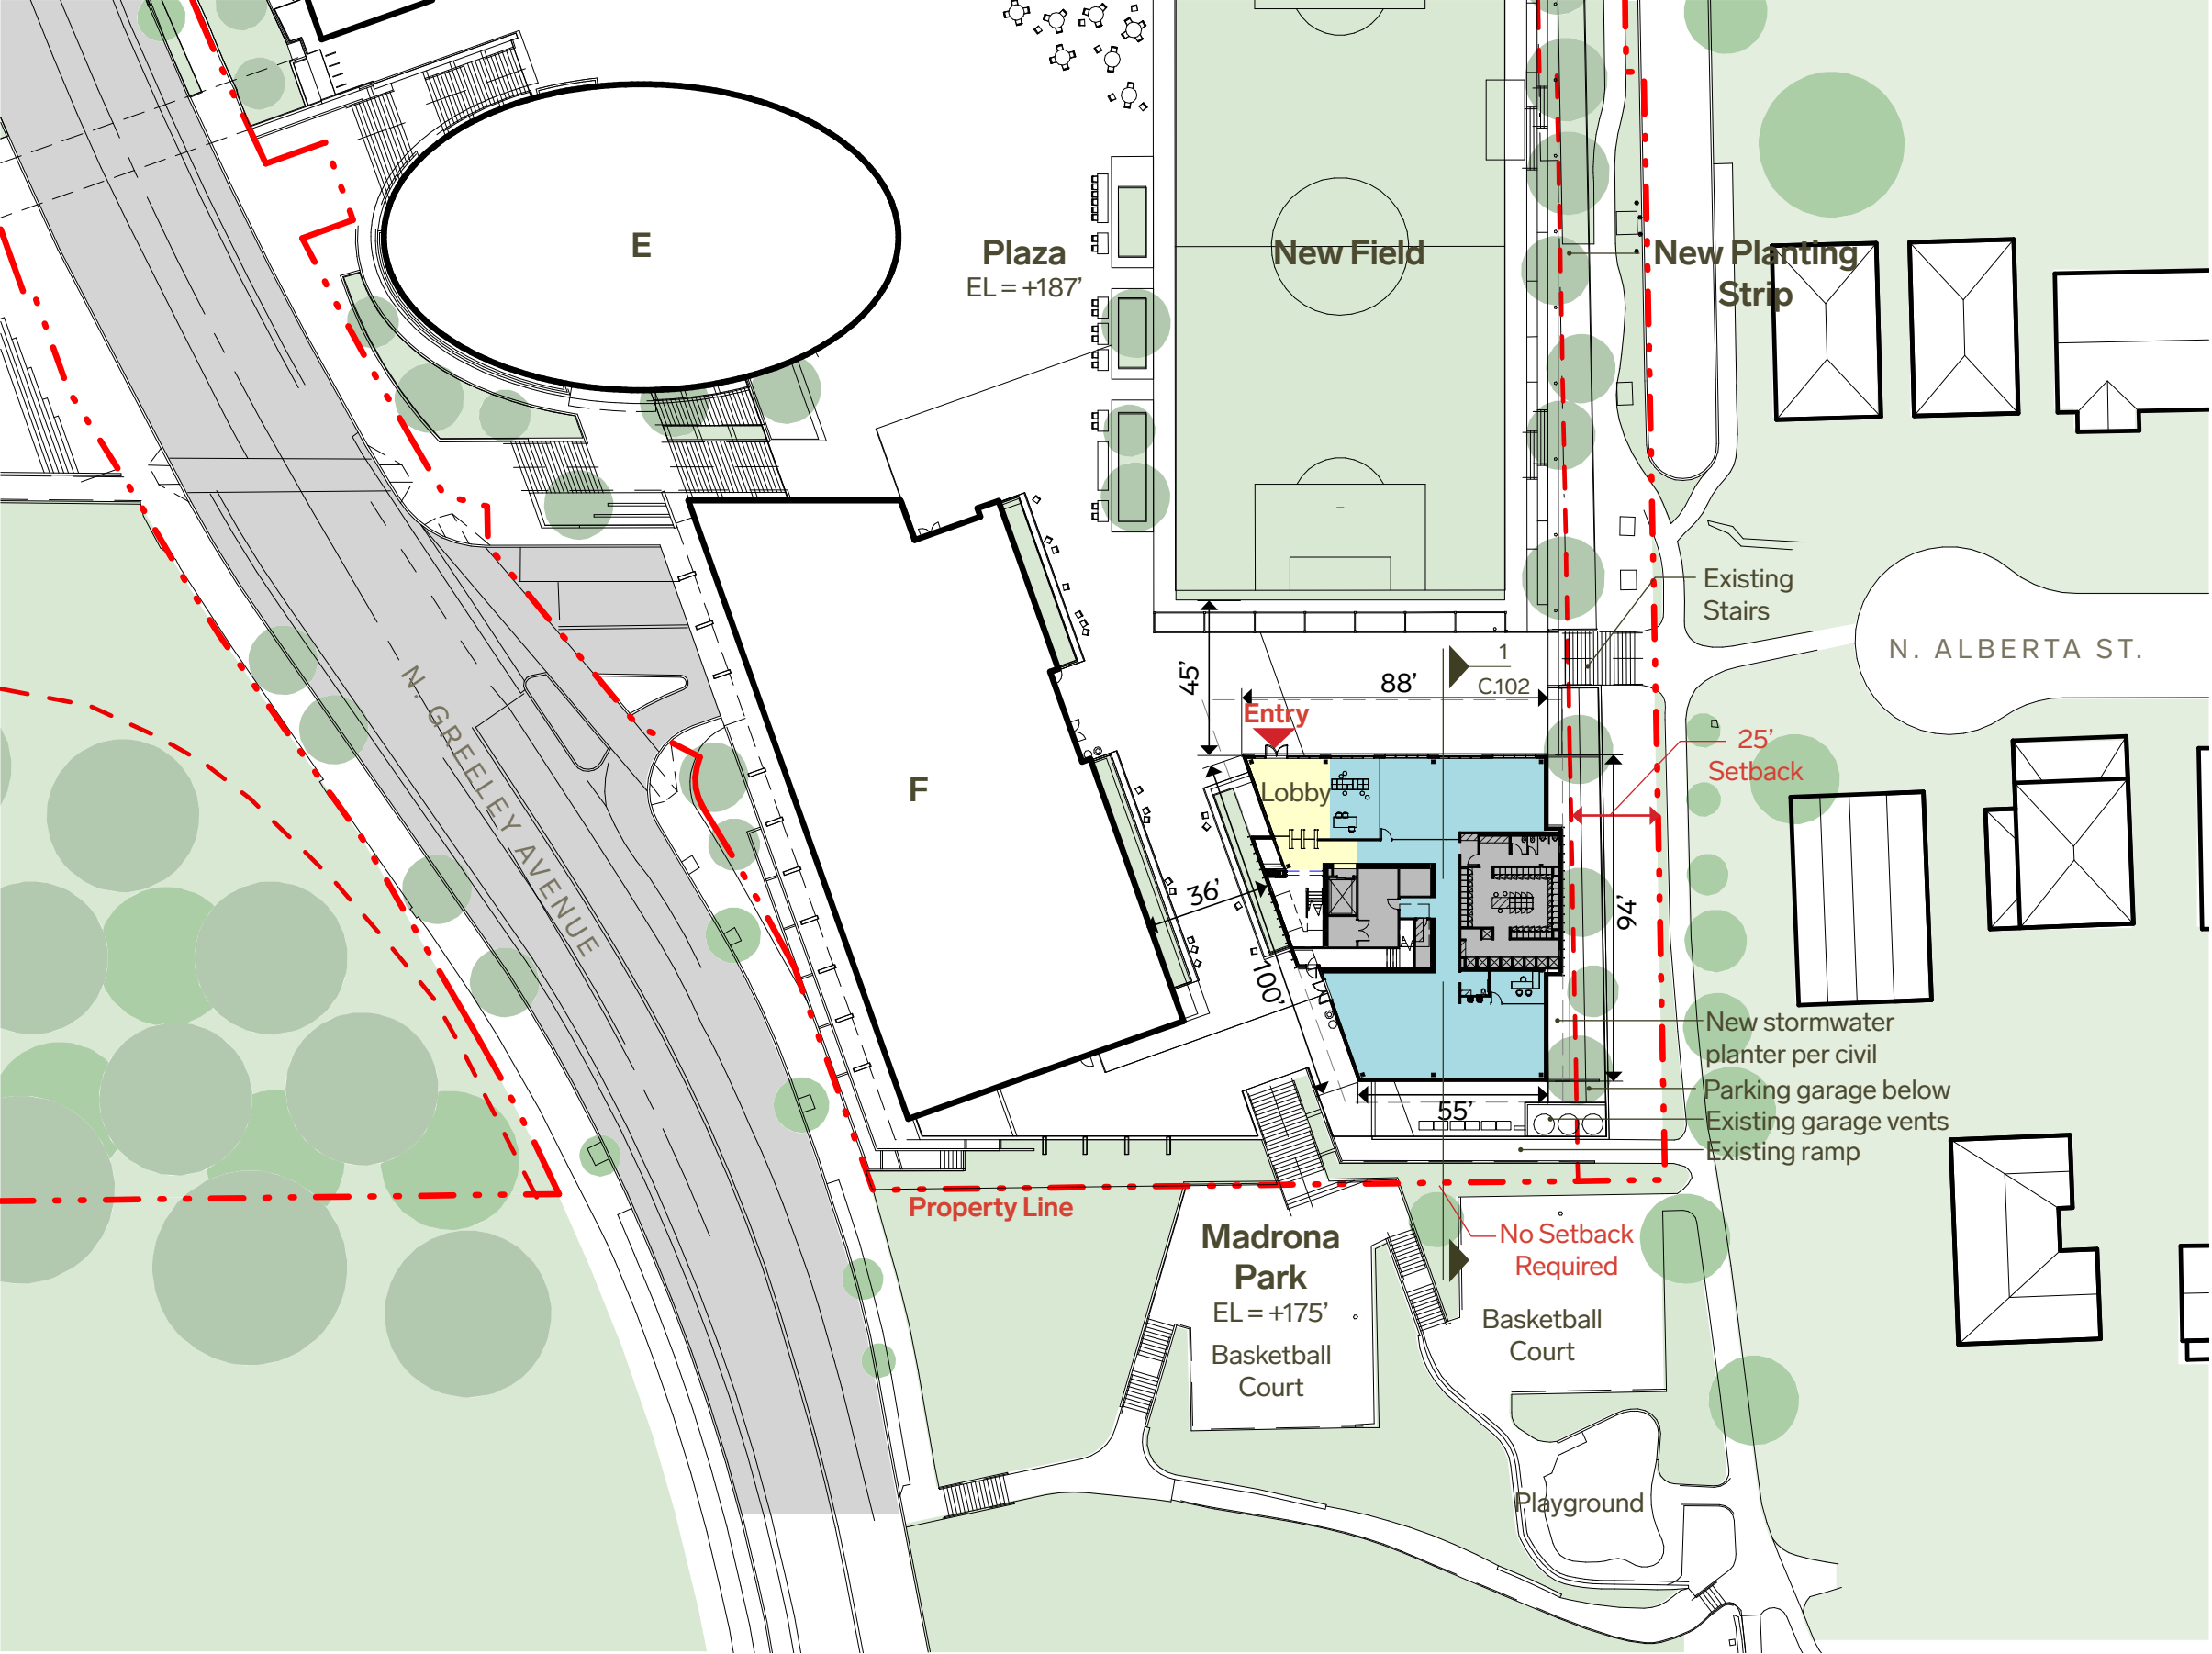 E
Plaza
EL = +187’
New Field
New Planting
Strip
Existing
Stairs
N. ALBERTA ST.
N. GREELEY AVENUE
F
45’
88’
1
C.102
Entry
Lobby
25’
Setback
36’
100’
94’
55’
New stormwater
planter per civil
Parking garage below
Existing garage vents
Existing ramp
Property Line
No Setback
Required
Madrona
Park
EL = +175’
Basketball
Court
Basketball
Court
Playground